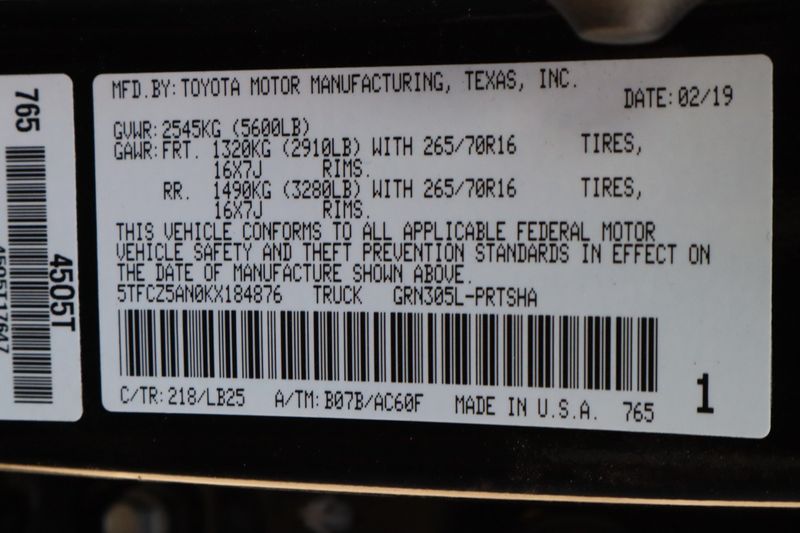 MFD.BY: TOYOTA MOTOR MANUFACTURING, TEXAS, INC.
DATE: 02/19
GVWR: 2545KG (5600LB)
GAWR: FRT. 1320KG (2910LB) WITH 265/70R16 TIRES,
16X7J RIMS.
RR. 1490KG (3280LB) WITH 265/70R16 TIRES,
16X7J RIMS.
THIS VEHICLE CONFORMS TO ALL APPLICABLE FEDERAL MOTOR
VEHICLE SAFETY AND THEFT PREVENTION STANDARDS IN EFFECT ON
THE DATE OF MANUFACTURE SHOWN ABOVE.
5TFCZ5AN0KX184876 TRUCK GRN305L-PRTSHA
C/TR: 218/LB25 A/TM: B07B/AC60F MADE IN U.S.A. 765
1
765
4505T
4505T17647